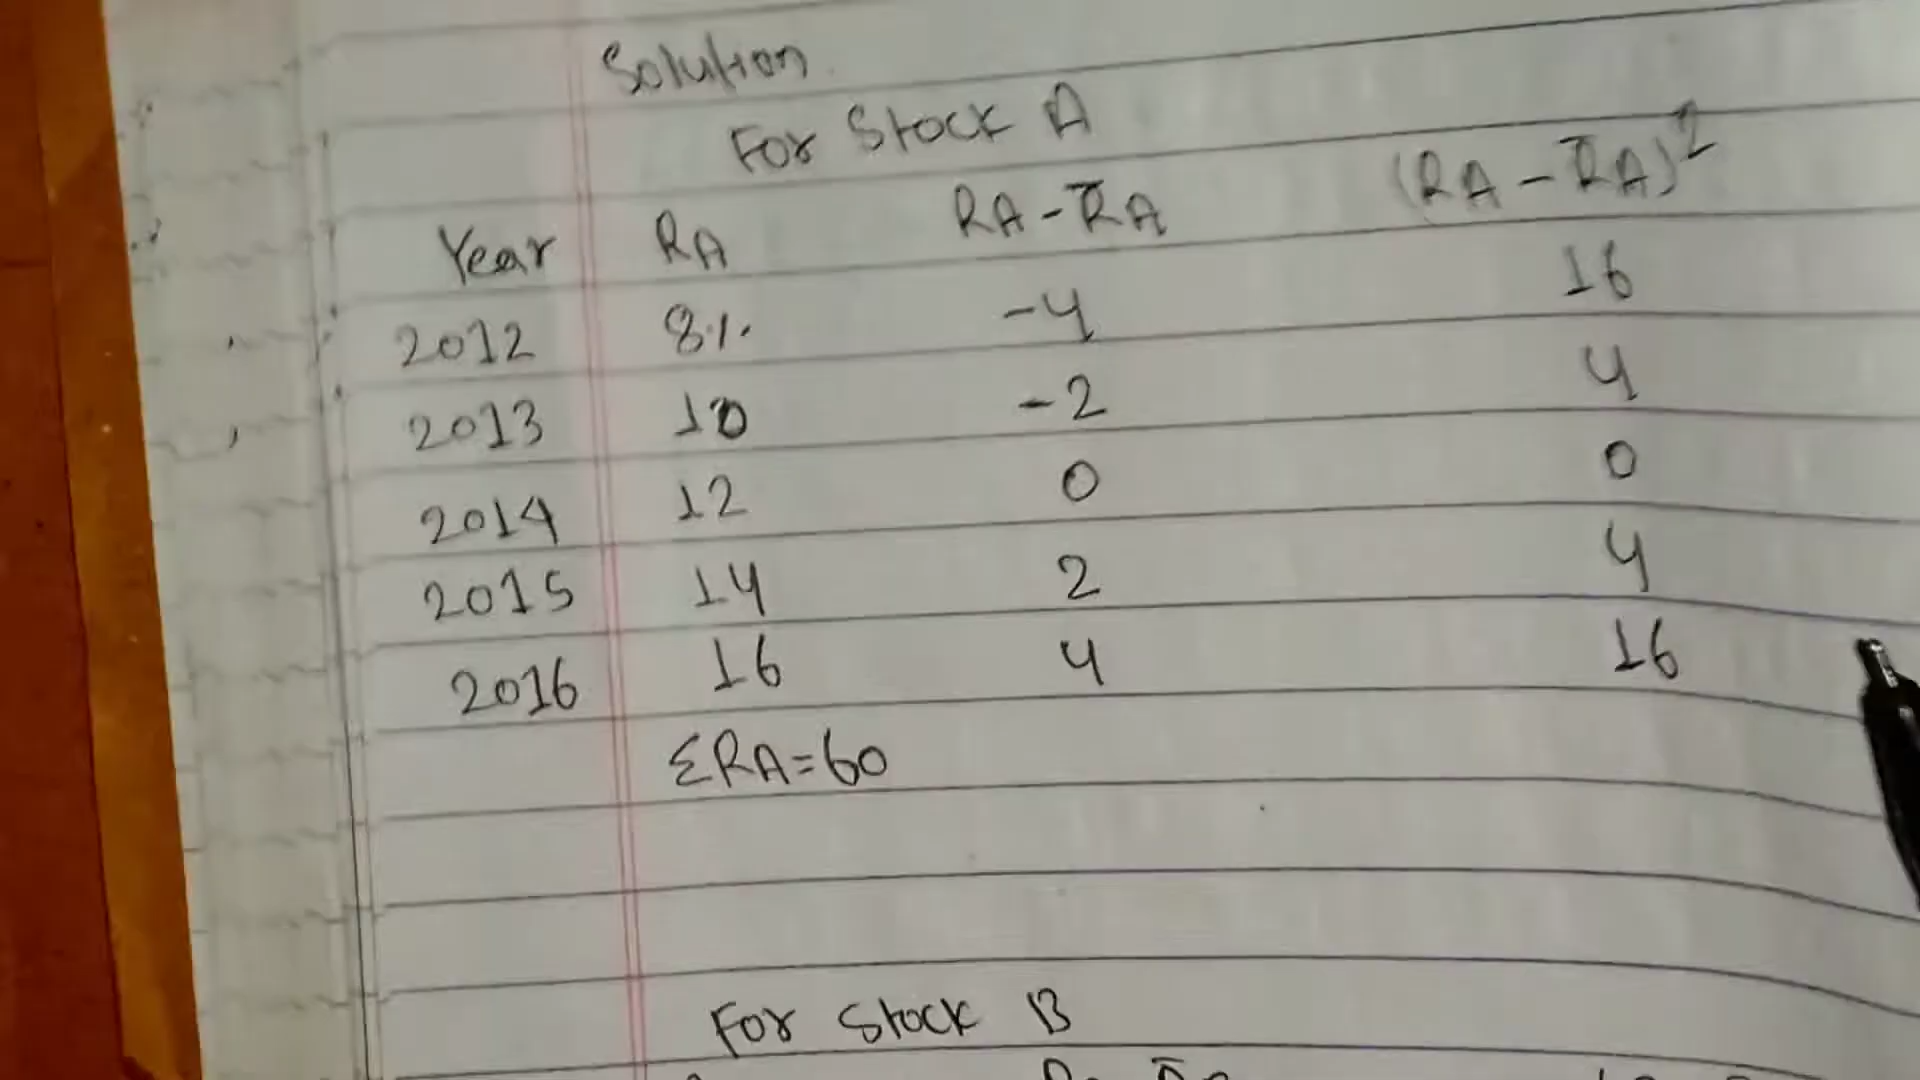 Solution
For Stock A
Year RA RA-R̄A (RA-R̄A)²
2012 8% -4 16
2013 10 -2 4
2014 12 0 0
2015 14 2 4
2016 16 4 16
ΣRA=60
For Stock B